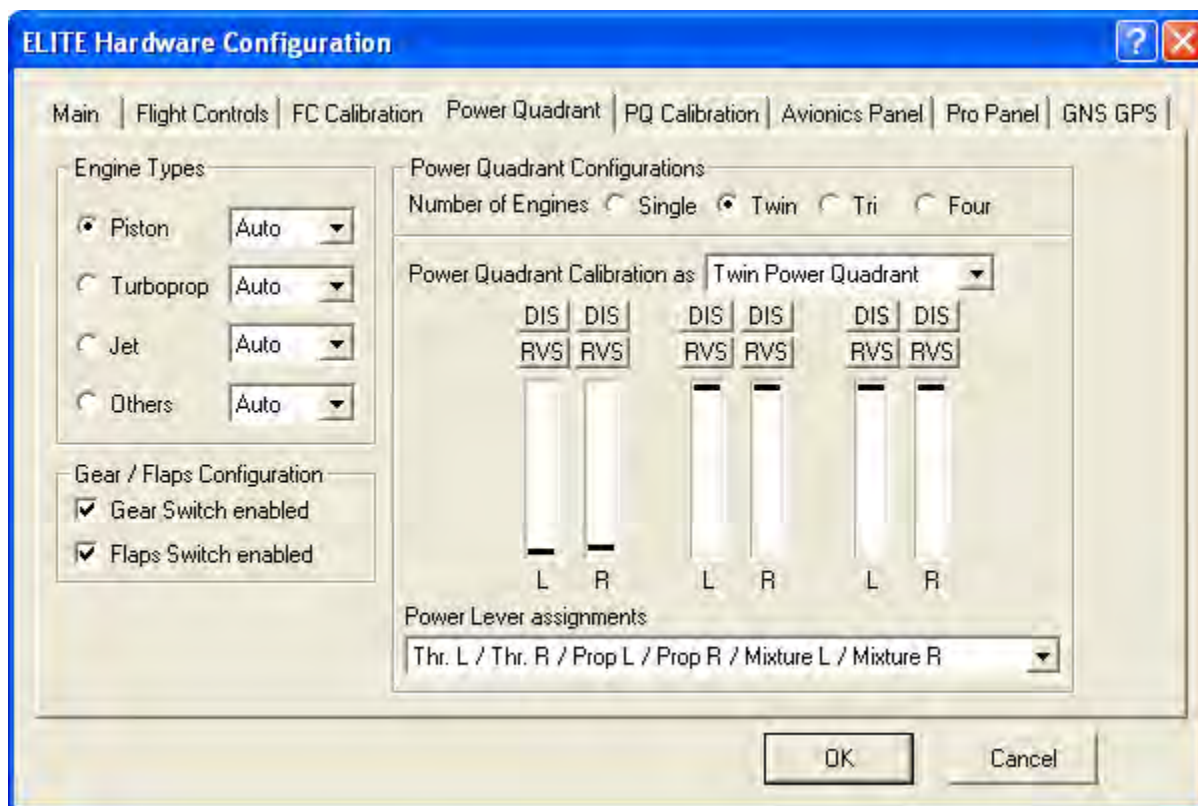 ELITE Hardware Configuration
Main Flight Controls FC Calibration Power Quadrant PQ Calibration Avionics Panel Pro Panel GNS GPS
Engine Types
Piston Auto
Turboprop Auto
Jet Auto
Others Auto
Gear / Flaps Configuration
Gear Switch enabled
Flaps Switch enabled
Power Quadrant Configurations
Number of Engines Single Twin Tri Four
Power Quadrant Calibration as Twin Power Quadrant
DIS DIS DIS DIS DIS DIS
RVS RVS RVS RVS RVS RVS
L R L R L R
Power Lever assignments
Thr. L / Thr. R / Prop L / Prop R / Mixture L / Mixture R
OK Cancel